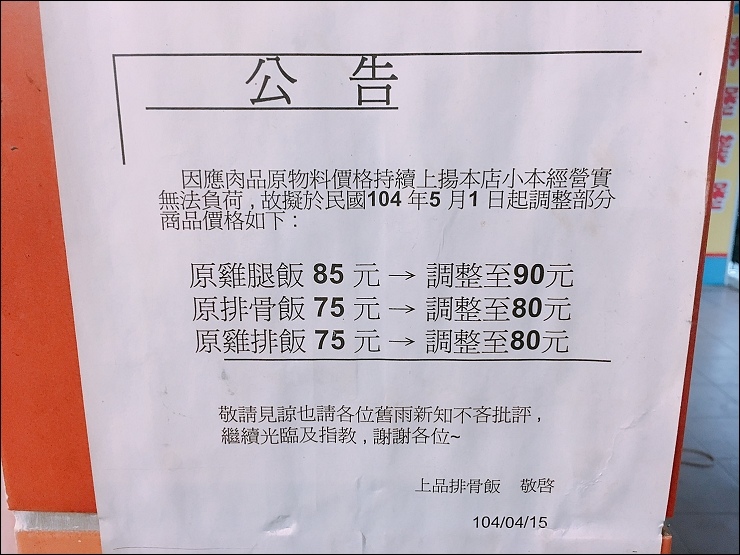 公 告
因應肉品原物料價格持續上揚本店小本經營實
無法負荷，故擬於民國104 年5 月1 日起調整部分
商品價格如下：
原雞腿飯 85 元 → 調整至90元
原排骨飯 75 元 → 調整至80元
原雞排飯 75 元 → 調整至80元
敬請見諒也請各位舊雨新知不吝批評，
繼續光臨及指教，謝謝各位~
上品排骨飯 敬啓
104/04/15